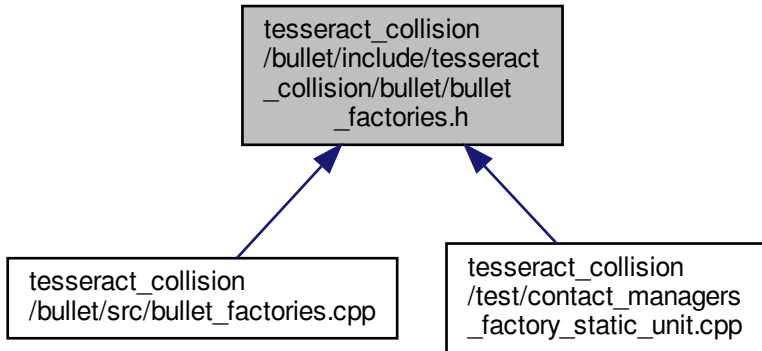 tesseract_collision
/bullet/include/tesseract
_collision/bullet/bullet
_factories.h
tesseract_collision
/bullet/src/bullet_factories.cpp
tesseract_collision
/test/contact_managers
_factory_static_unit.cpp